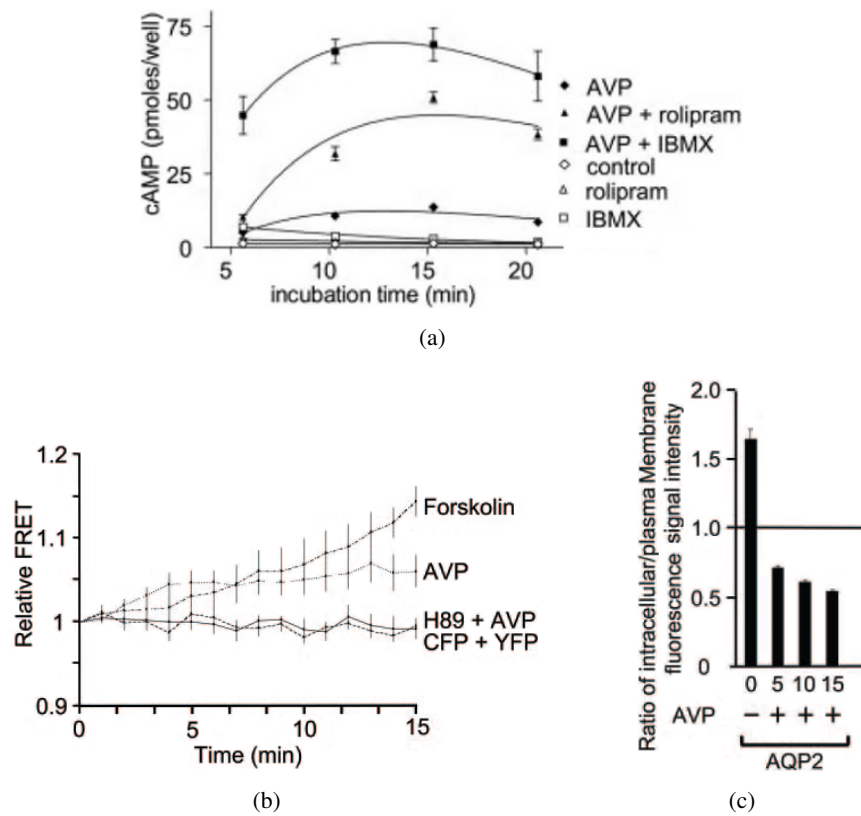 75
50
25
0
cAMP (pmoles/well)
5 10 15 20
incubation time (min)
AVP
AVP + rolipram
AVP + IBMX
control
rolipram
IBMX
(a)
1.2
1.1
1
0.9
Relative FRET
Forskolin
AVP
H89 + AVP
CFP + YFP
0 5 10 15
Time (min)
(b)
Ratio of intracellular/plasma Membrane
fluorescence signal intensity
2.0
1.5
1.0
0.5
0
0 5 10 15
AVP − + + +
AQP2
(c)